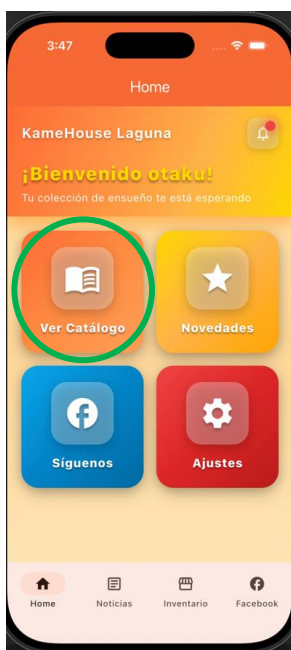 3:47
Home
KameHouse Laguna
¡Bienvenido otaku!
Tu colección de ensueño te está esperando
Ver Catálogo
Novedades
Síguenos
Ajustes
Home Noticias Inventario Facebook